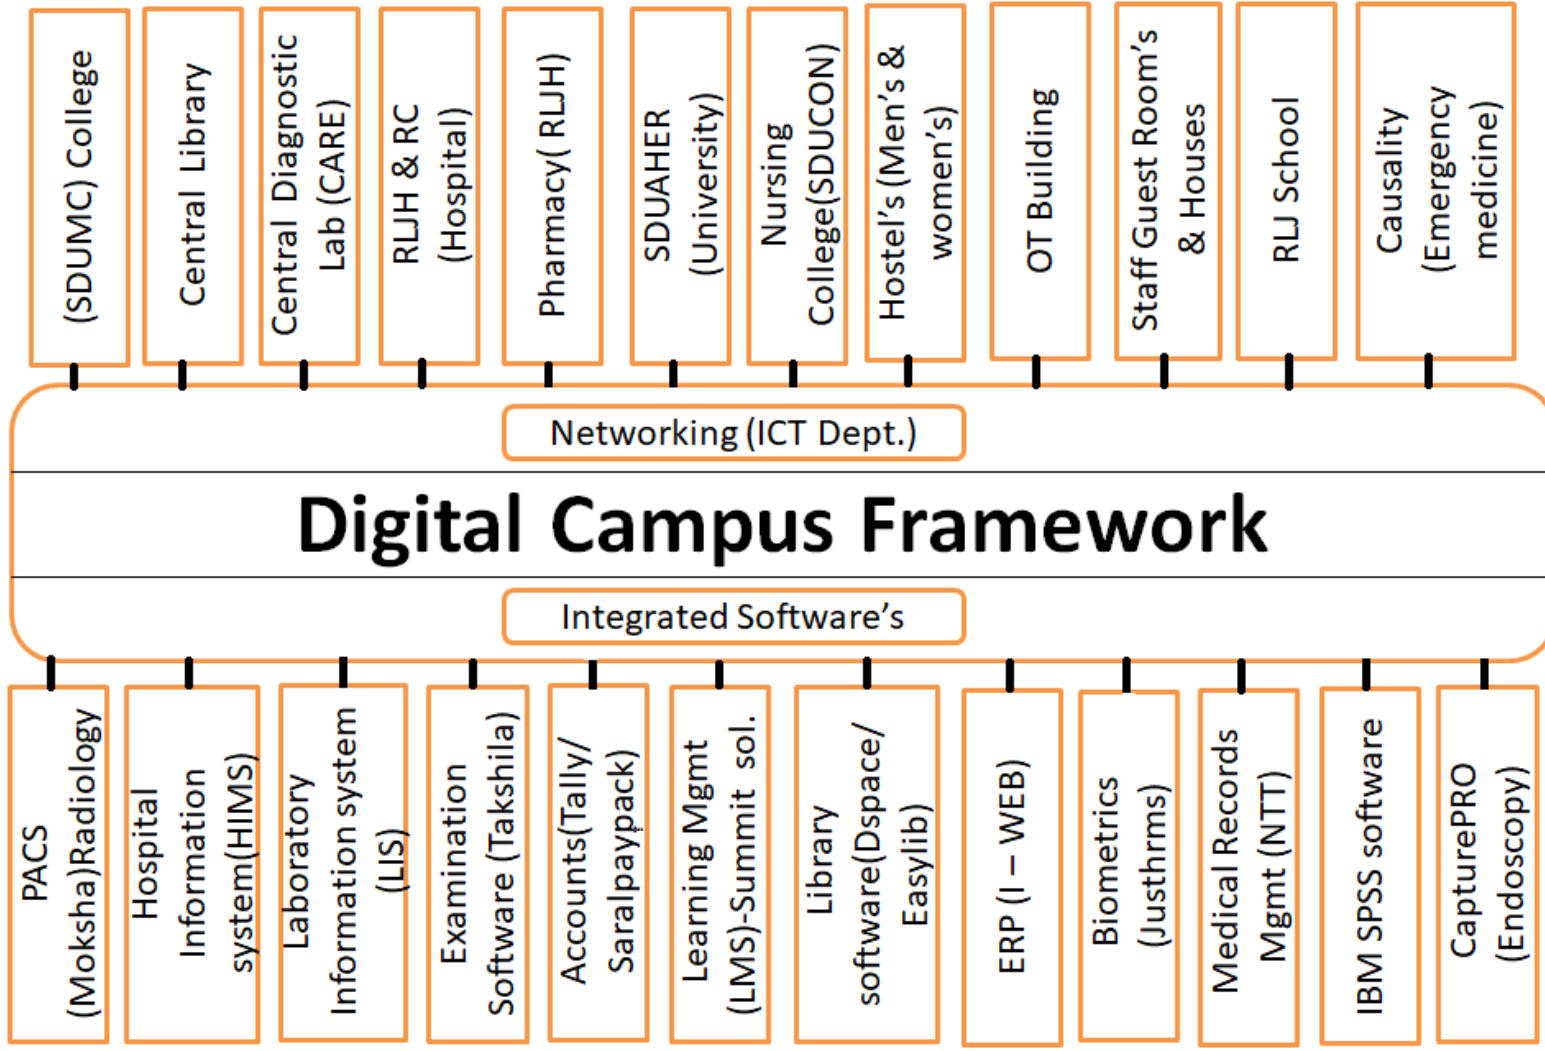 (SDUMC) College
Central Library
Central Diagnostic
Lab (CARE)
RLJH & RC
(Hospital)
Pharmacy( RLJH)
SDUAHER
(University)
Nursing
College(SDUCON)
Hostel's (Men's &
women's)
OT Building
Staff Guest Room's
& Houses
RLJ School
Causality
(Emergency
medicine)
Networking (ICT Dept.)
Digital Campus Framework
Integrated Software's
PACS
(Moksha)Radiology
Hospital
Information
system(HIMS)
Laboratory
Information system
(LIS)
Examination
Software (Takshila)
Accounts(Tally/
Saralpaypack)
Learning Mgmt
(LMS)-Summit sol.
Library
software(Dspace/
Easylib)
ERP (I – WEB)
Biometrics
(Justhrms)
Medical Records
Mgmt (NTT)
IBM SPSS software
CapturePRO
(Endoscopy)